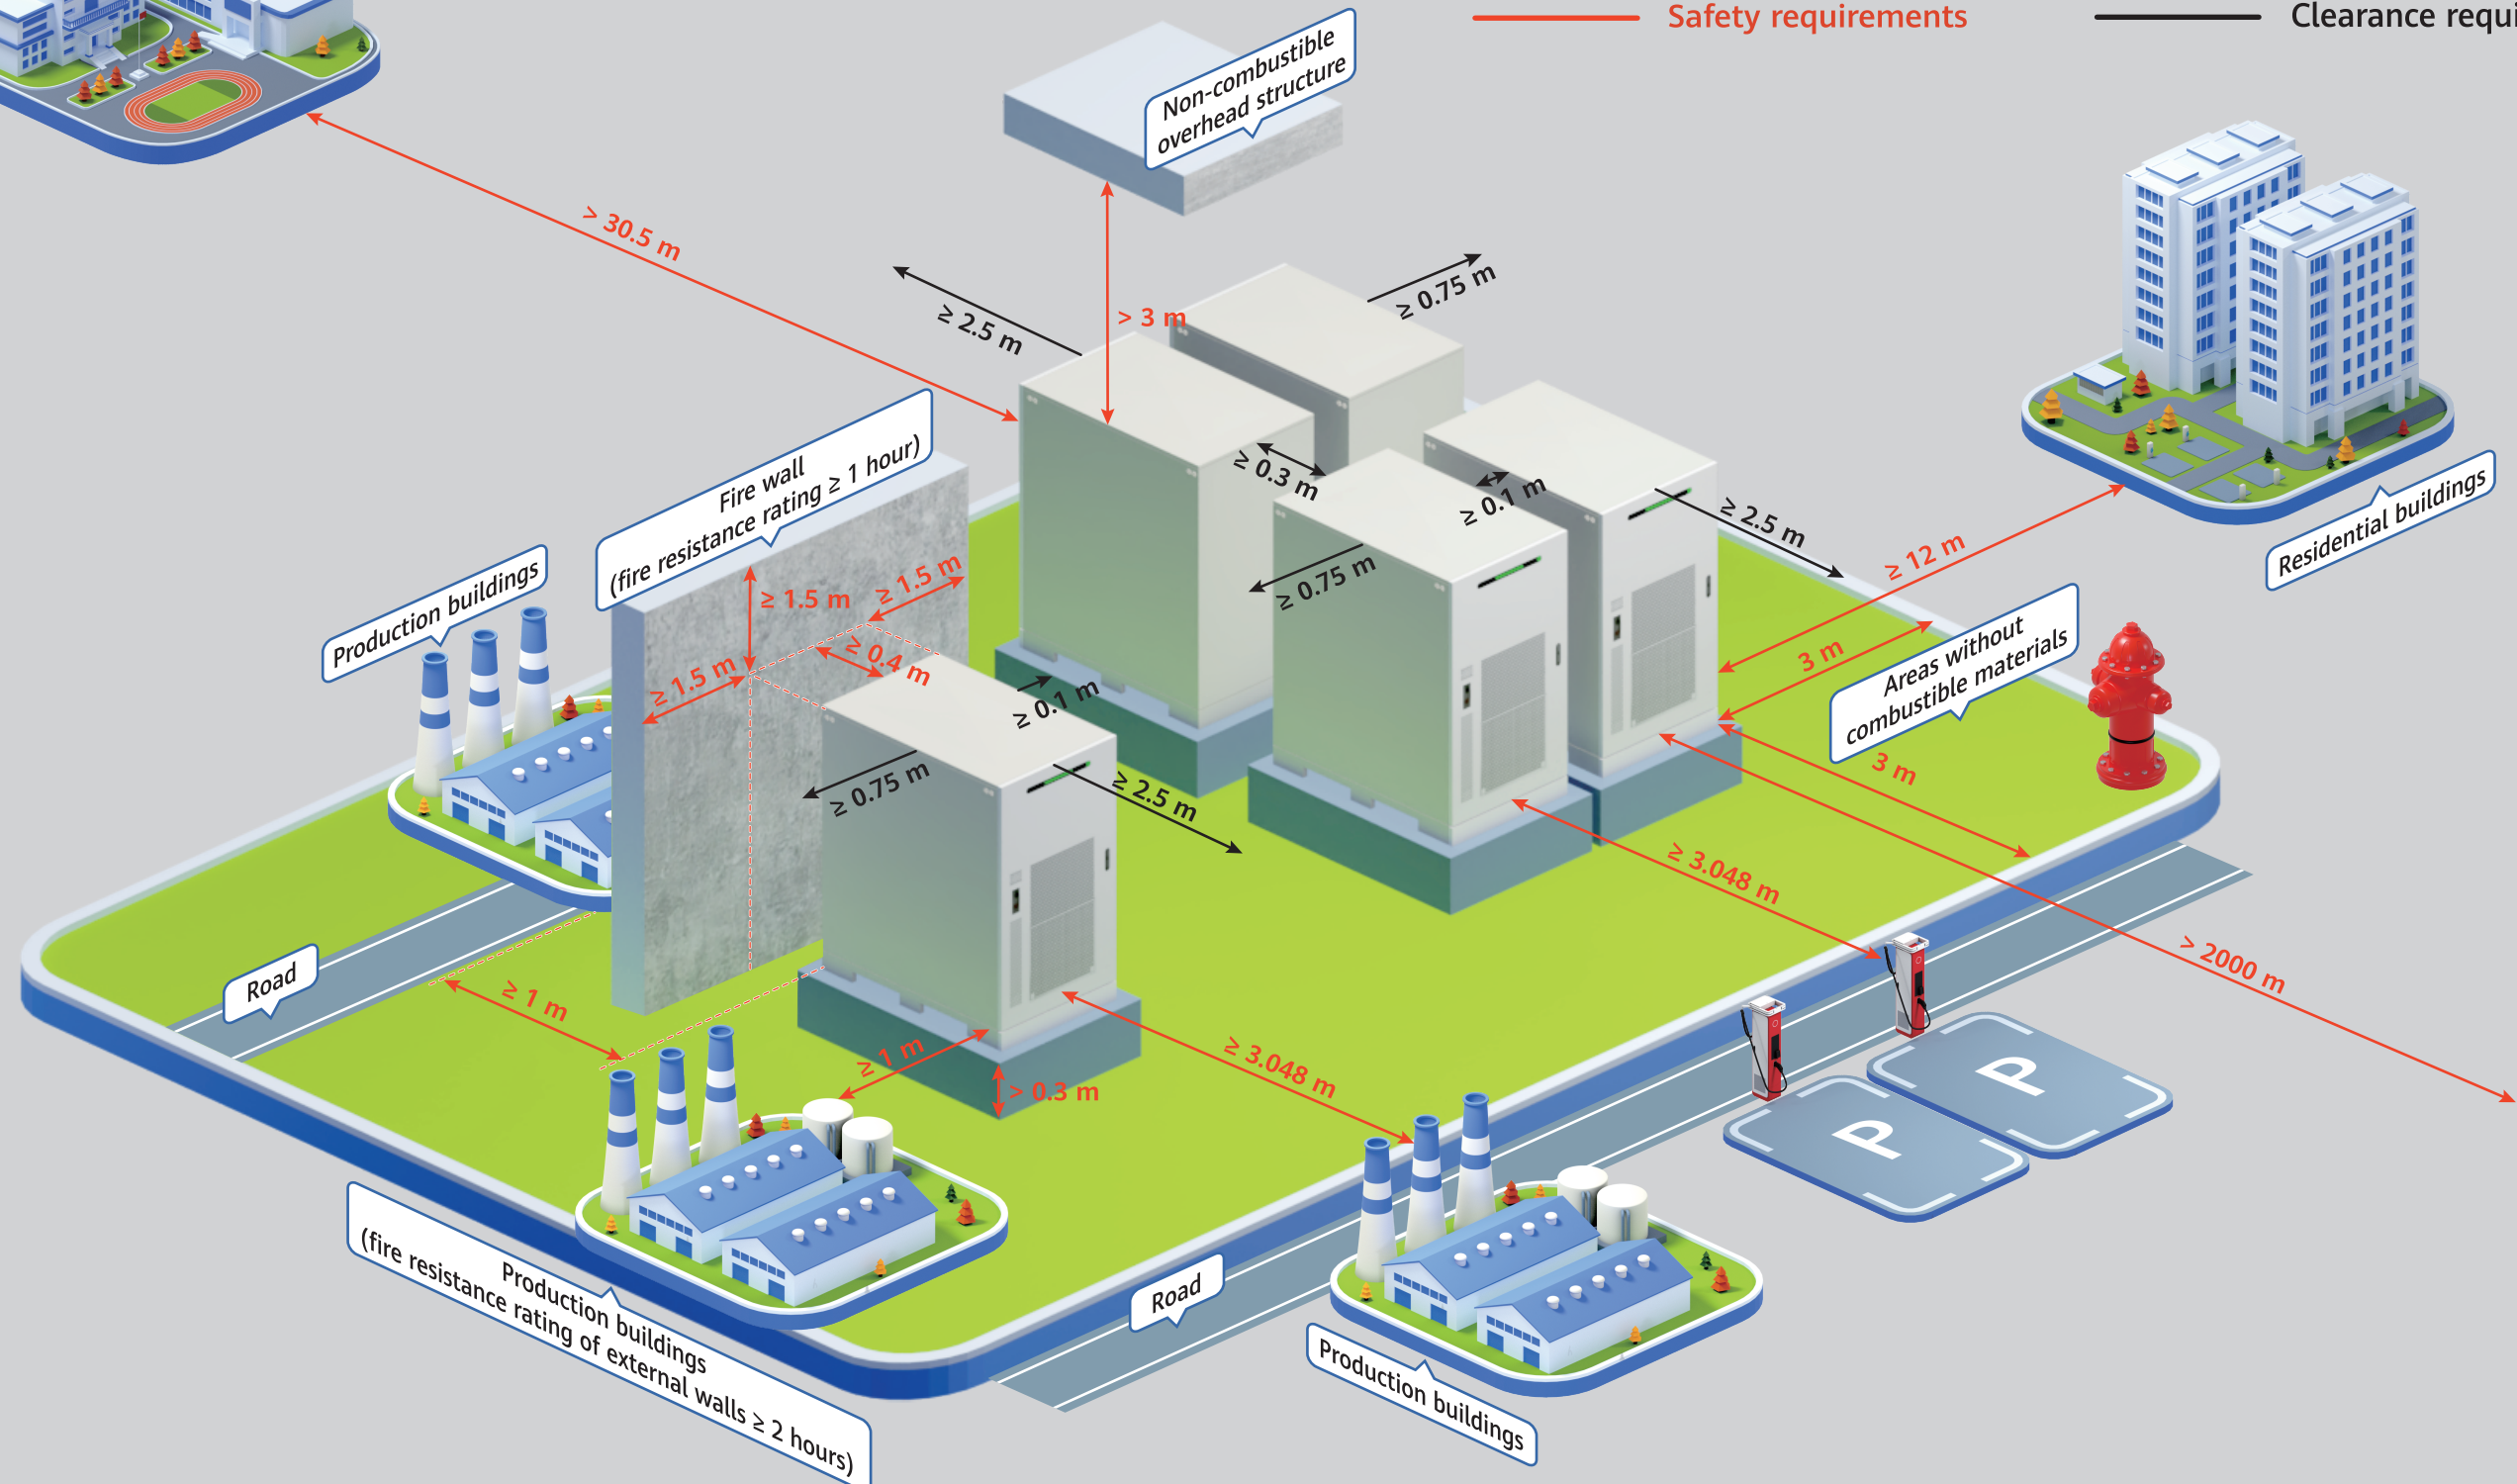 Safety requirements
Clearance requi
Non-combustible
overhead structure
> 30.5 m
> 3 m
≥ 2.5 m
≥ 0.75 m
≥ 0.3 m
≥ 0.1 m
≥ 2.5 m
≥ 0.75 m
Fire wall
(fire resistance rating ≥ 1 hour)
≥ 1.5 m
≥ 1.5 m
≥ 1.5 m
≥ 0.4 m
≥ 0.1 m
≥ 0.75 m
≥ 2.5 m
Production buildings
≥ 12 m
Residential buildings
3 m
Areas without
combustible materials
3 m
≥ 3.048 m
> 2000 m
Road
≥ 1 m
≥ 1 m
> 0.3 m
≥ 3.048 m
P
P
Production buildings
(fire resistance rating of external walls ≥ 2 hours)
Road
Production buildings